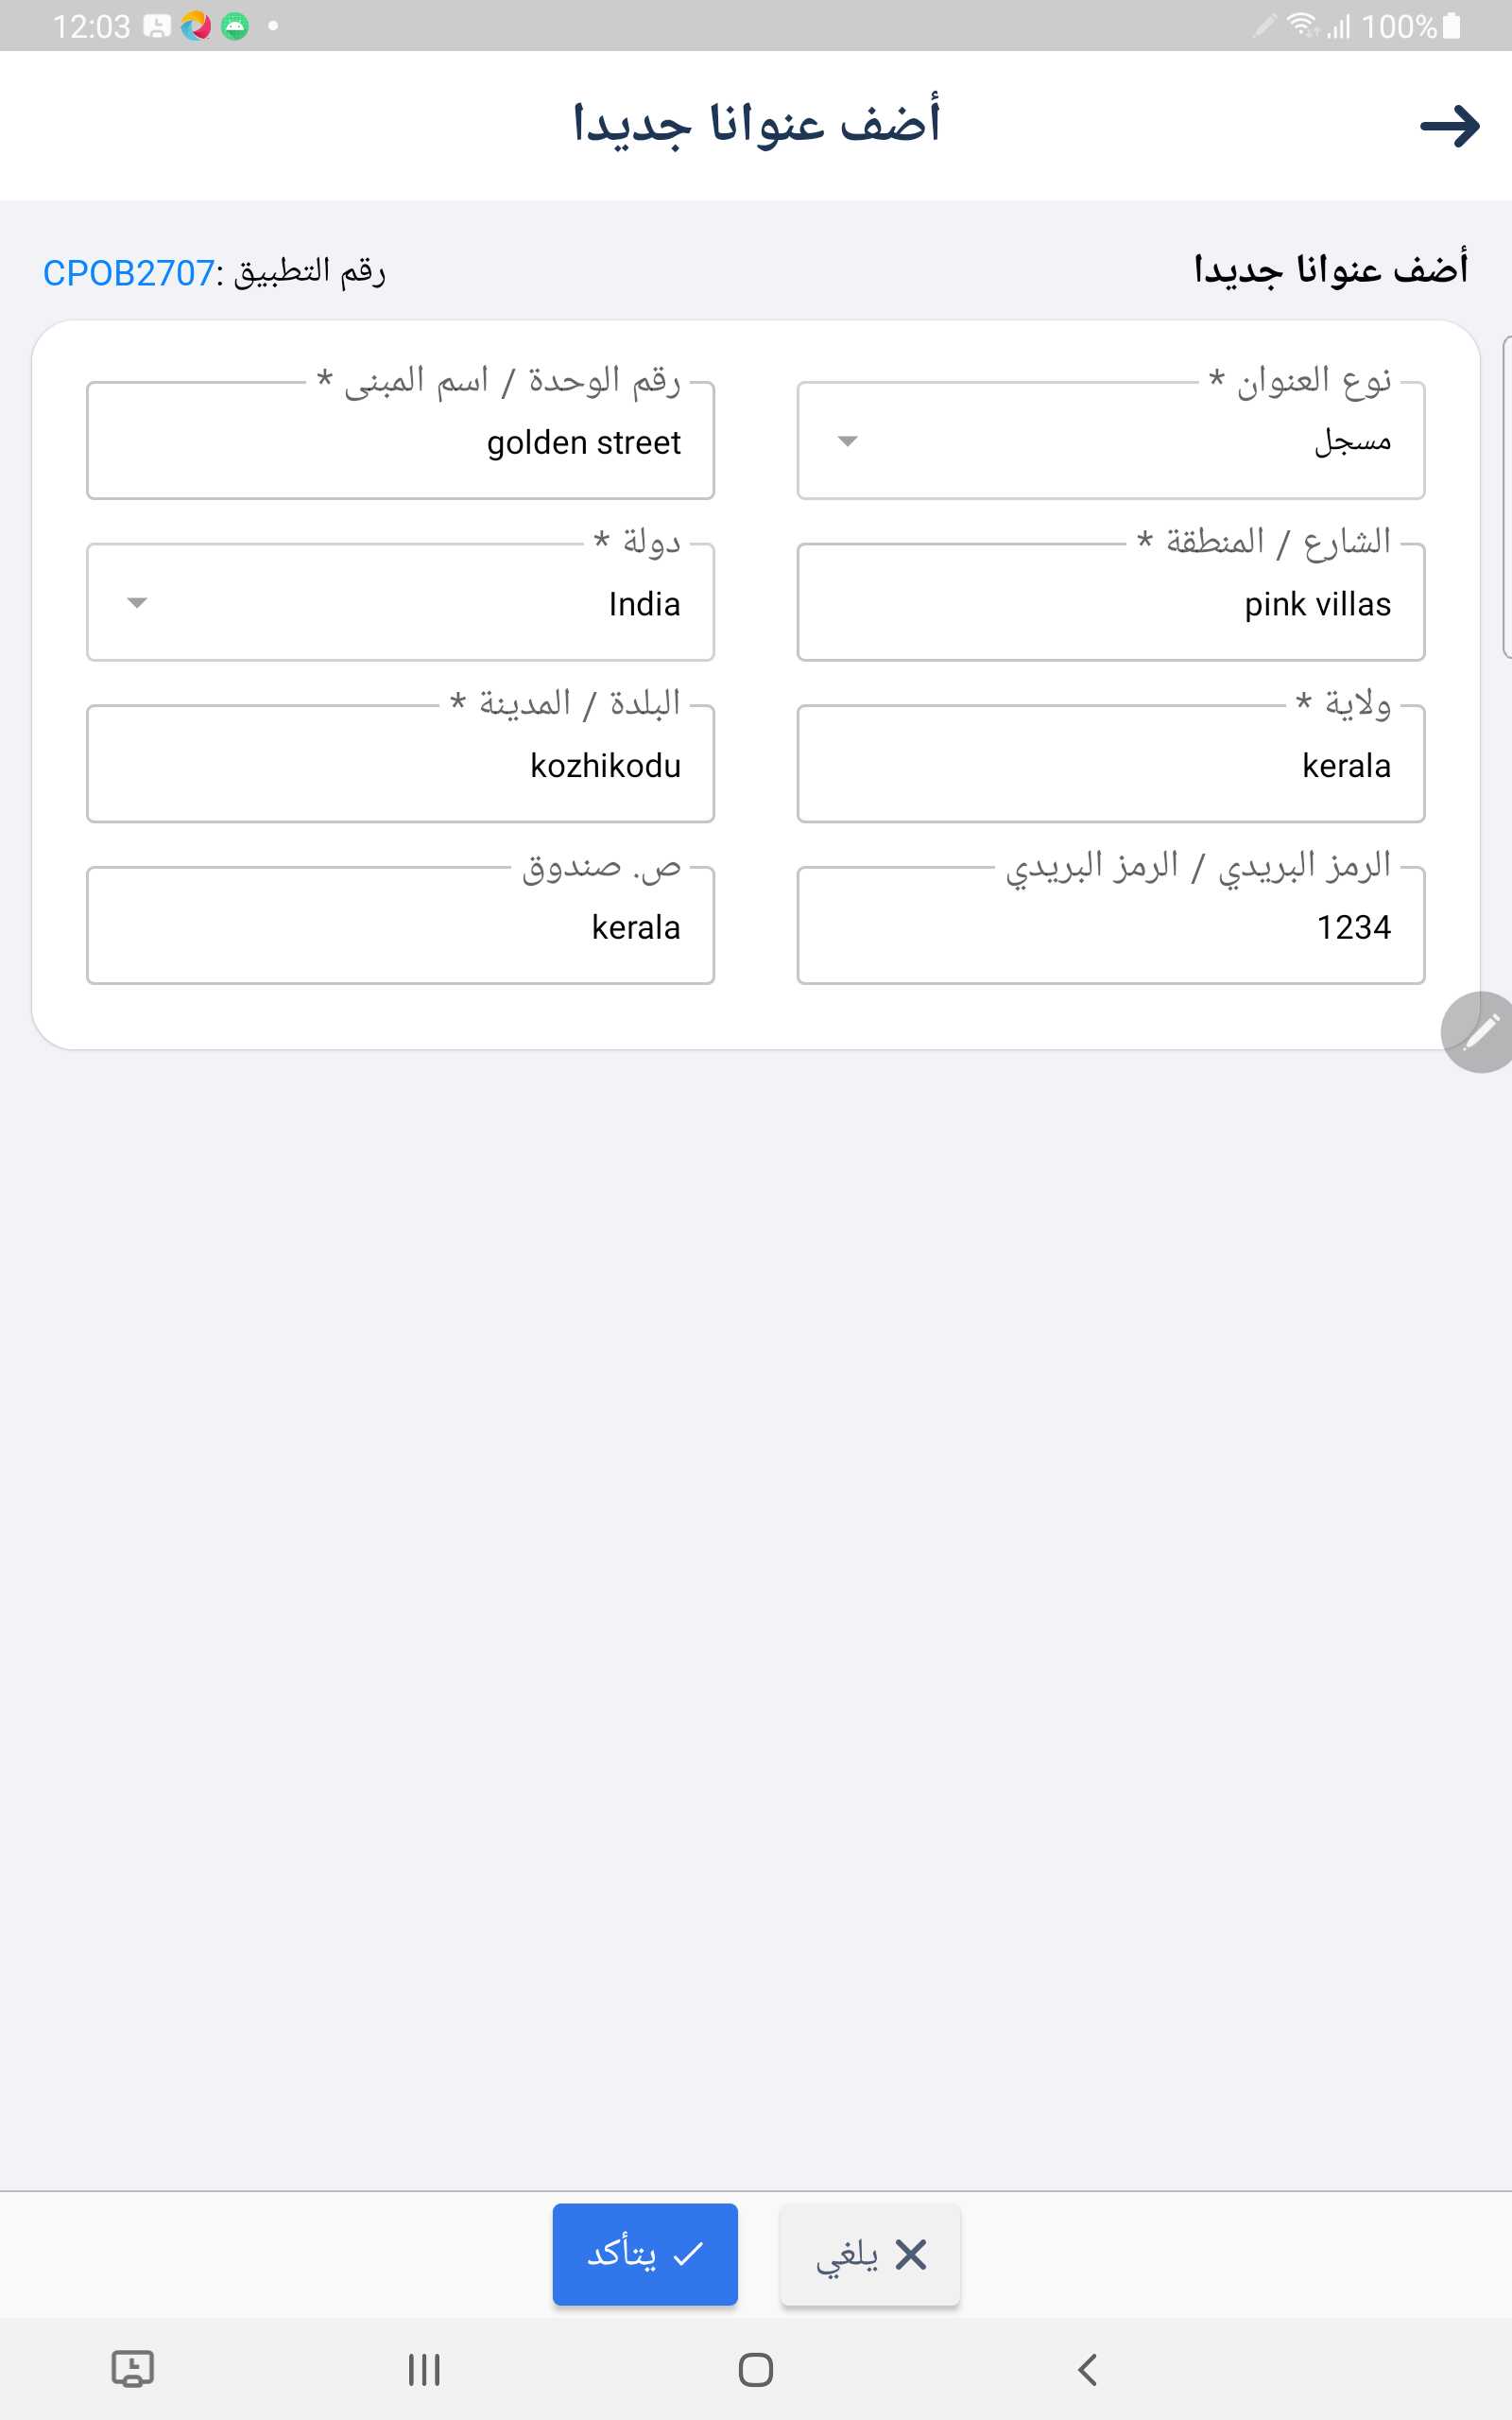 12:03
100%
أضف عنوانا جديدا
أضف عنوانا جديدا
رقم التطبيق :CPOB2707
نوع العنوان *
مسجل
رقم الوحدة / اسم المبنى *
golden street
الشارع / المنطقة *
pink villas
دولة *
India
ولاية *
kerala
البلدة / المدينة *
kozhikodu
الرمز البريدي / الرمز البريدي
1234
ص. صندوق
kerala
يلغي
يتأكد